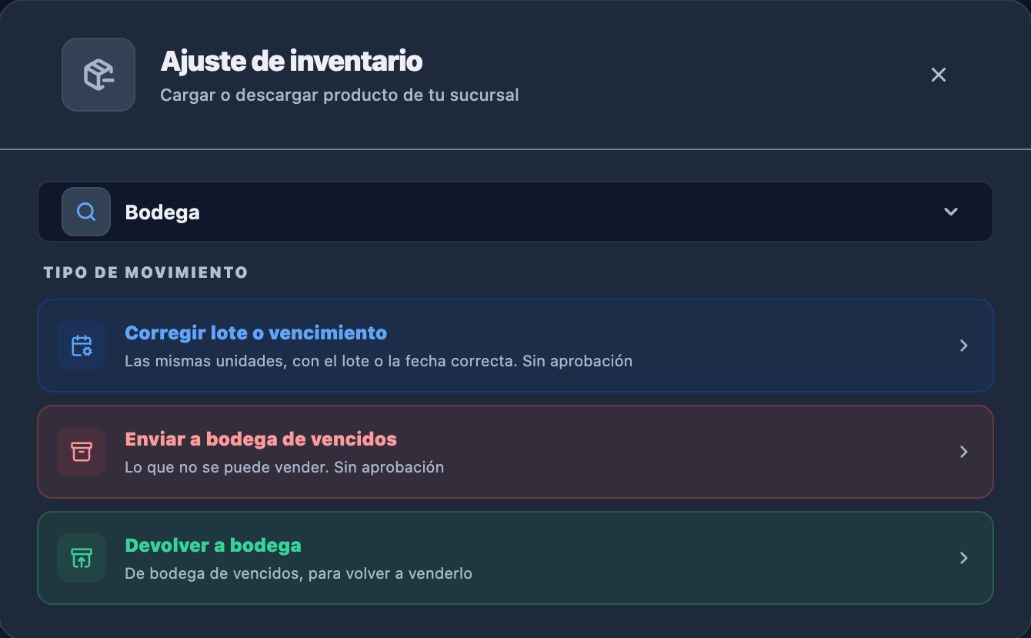 Ajuste de inventario
Cargar o descargar producto de tu sucursal
Bodega
TIPO DE MOVIMIENTO
Corregir lote o vencimiento
Las mismas unidades, con el lote o la fecha correcta. Sin aprobación
Enviar a bodega de vencidos
Lo que no se puede vender. Sin aprobación
Devolver a bodega
De bodega de vencidos, para volver a venderlo